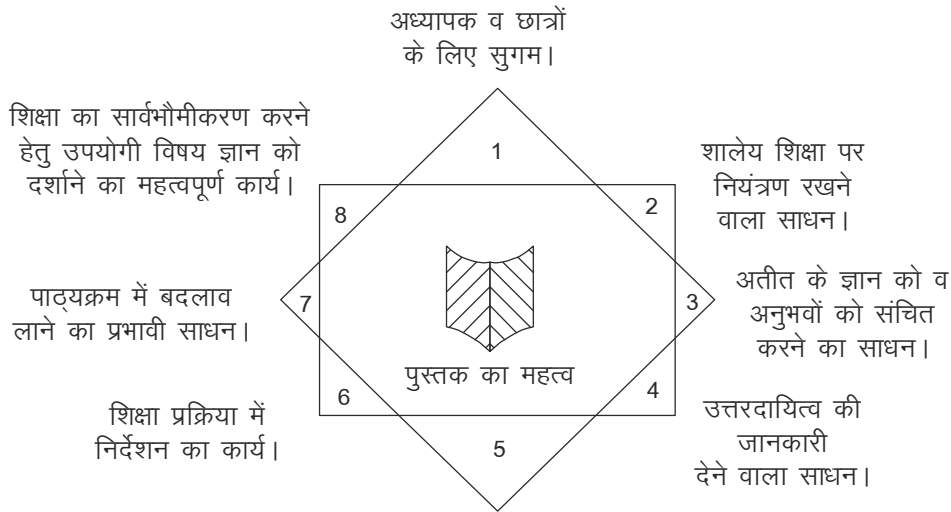 अध्यापक व छात्रों
के लिए सुगम।
शिक्षा का सार्वभौमीकरण करने
हेतु उपयोगी विषय ज्ञान को
दर्शाने का महत्वपूर्ण कार्य।
1
शालेय शिक्षा पर
नियंत्रण रखने
वाला साधन।
2
8
अतीत के ज्ञान को व
अनुभवों को संचित
करने का साधन।
3
7
पाठ्यक्रम में बदलाव
लाने का प्रभावी साधन।
पुस्तक का महत्व
6
4
शिक्षा प्रक्रिया में
निर्देशन का कार्य।
5
उत्तरदायित्व की
जानकारी
देने वाला साधन।